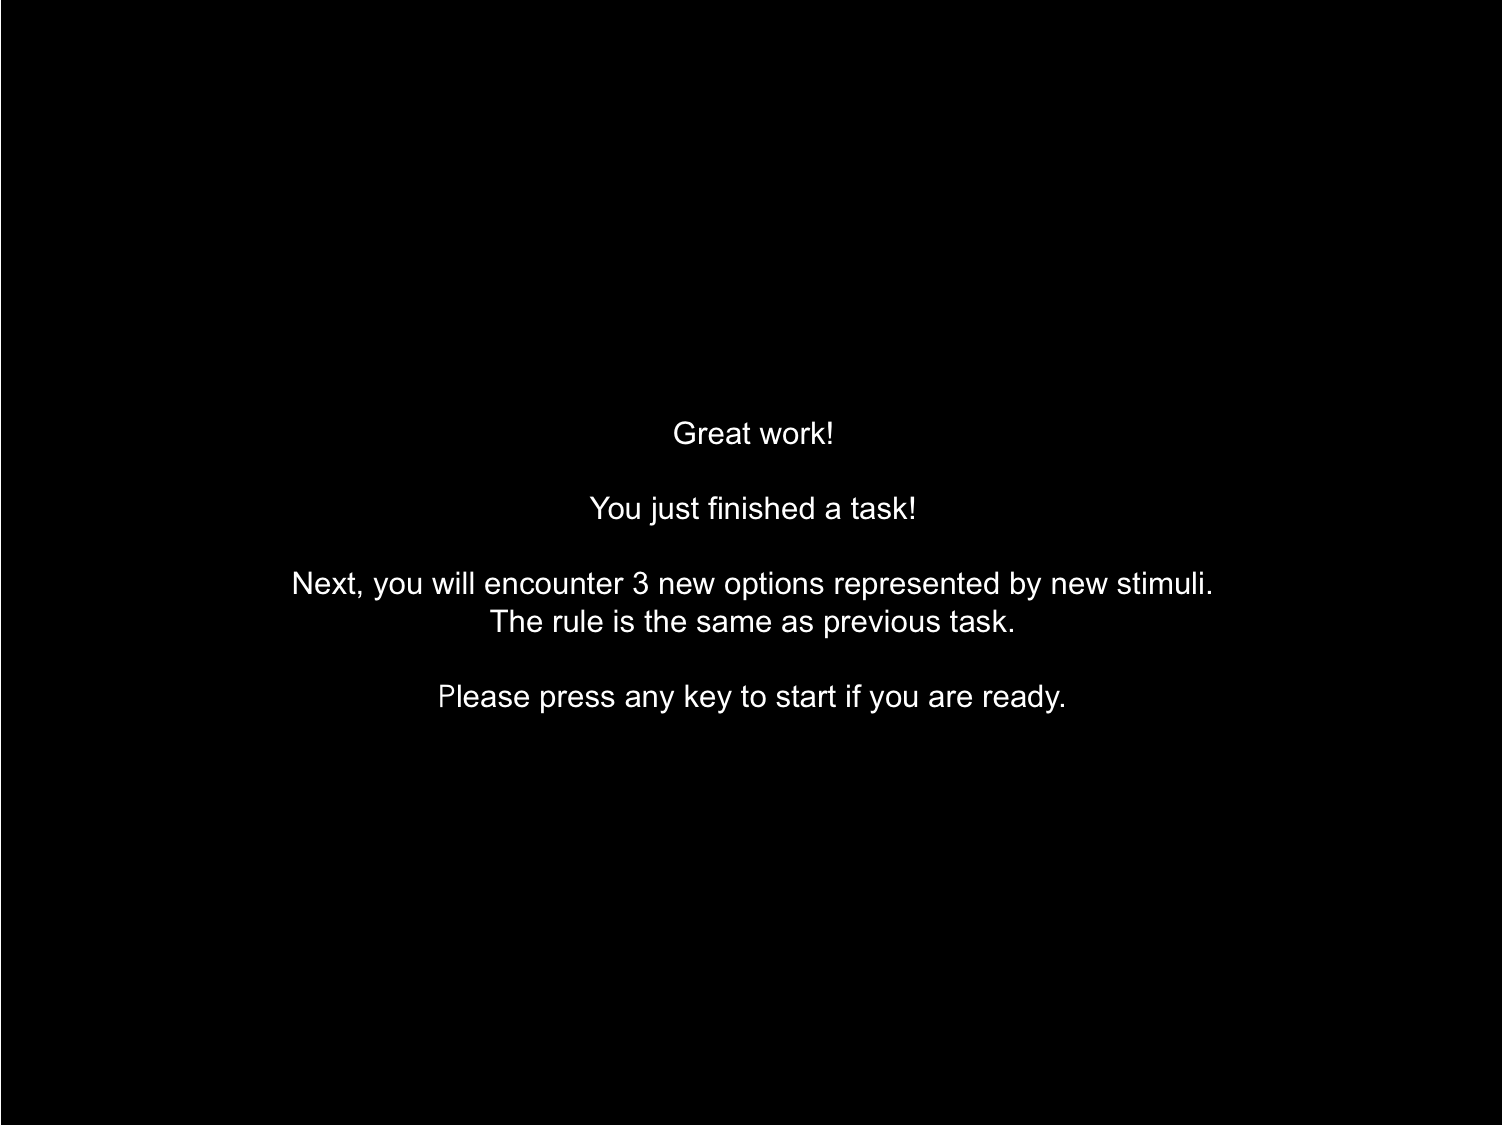 Great work!
You just finished a task!
Next, you will encounter 3 new options represented by new stimuli.
The rule is the same as previous task.
Please press any key to start if you are ready.